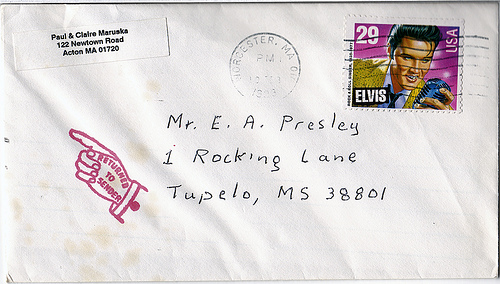 Paul & Claire Maruska
122 Newtown Road
Acton MA 01720
WORCESTER, MA 01
PM
1993
29
USA
ELVIS
Mr. E. A. Presley
1 Rocking Lane
Tupelo, MS 38801
RETURNED
TO
SENDER